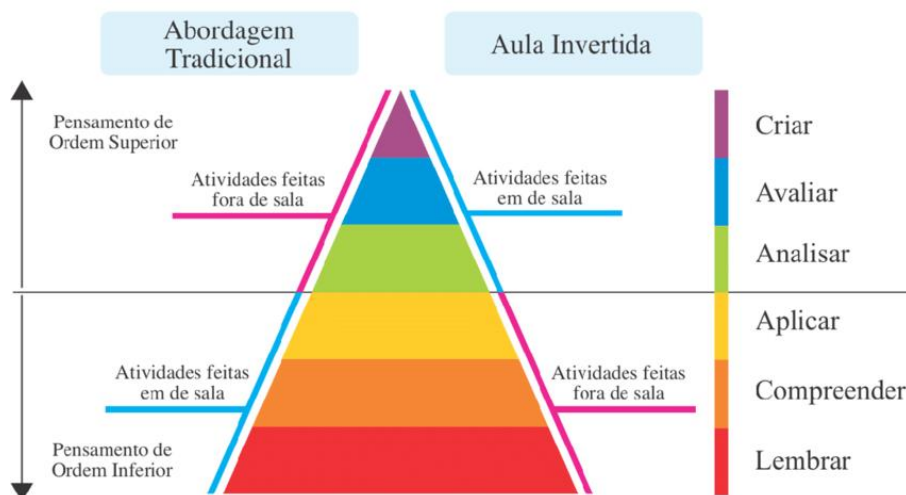 Abordagem
Tradicional
Aula Invertida
Pensamento de
Ordem Superior
Atividades feitas
fora de sala
Atividades feitas
em de sala
Criar
Avaliar
Analisar
Atividades feitas
em de sala
Atividades feitas
fora de sala
Pensamento de
Ordem Inferior
Aplicar
Compreender
Lembrar